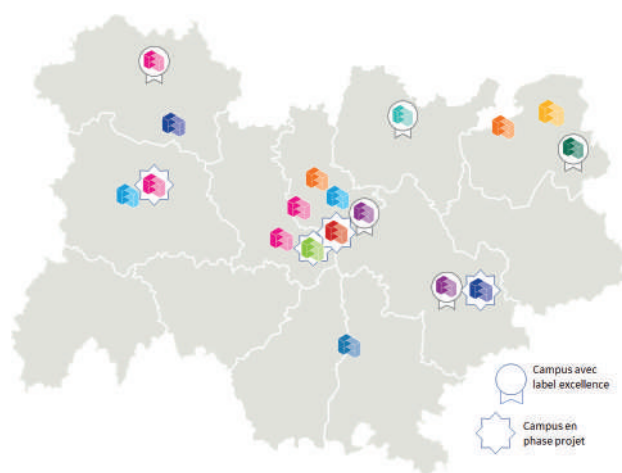 Campus avec
label excellence
Campus en
phase projet